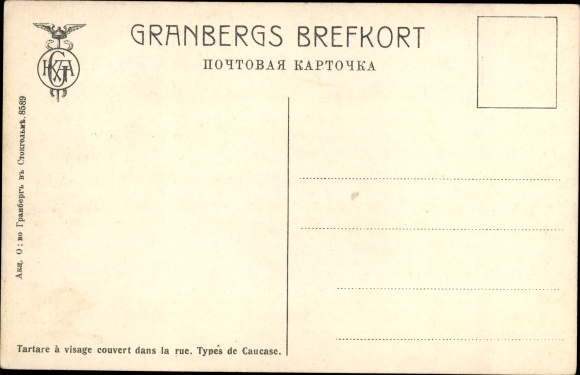 GRANBERGS BREFKORT
ПОЧТОВАЯ КАРТОЧКА
Акц. О:во Гранбергъ въ Стокгольмѣ. 8589
Tartare à visage couvert dans la rue. Types de Caucase.